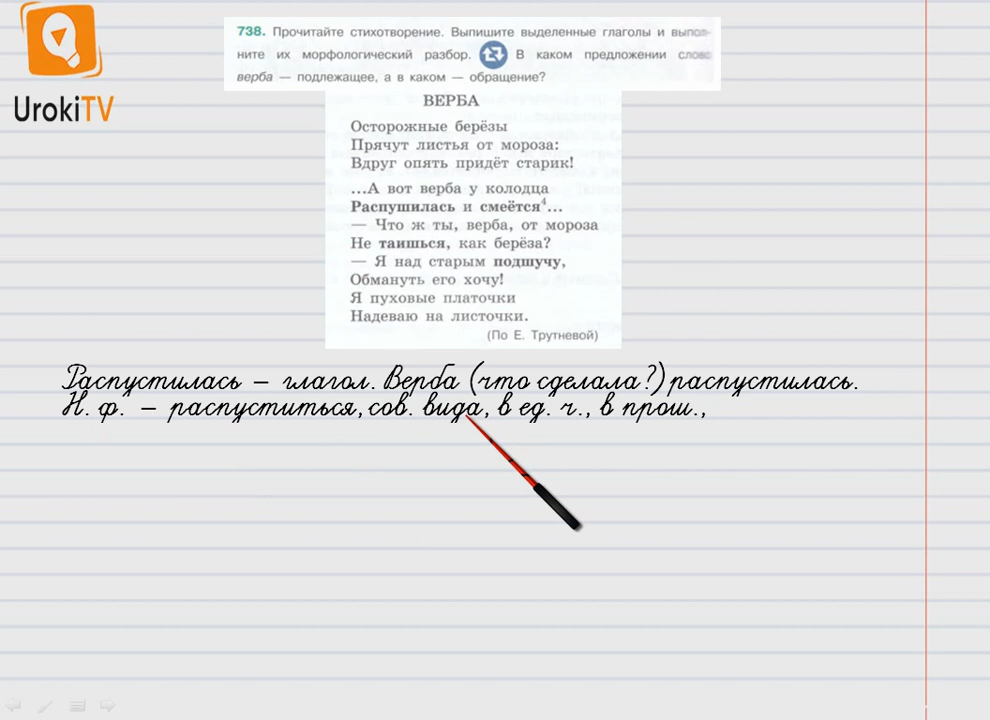 UrokiTV
738. Прочитайте стихотворение. Выпишите выделенные глаголы и выпол-
ните их морфологический разбор. В каком предложении слово
верба — подлежащее, а в каком — обращение?
ВЕРБА
Осторожные берёзы
Прячут листья от мороза:
Вдруг опять придёт старик!
...А вот верба у колодца
Распушилась и смеётся⁴...
— Что ж ты, верба, от мороза
Не таишься, как берёза?
— Я над старым подшучу,
Обмануть его хочу!
Я пуховые платочки
Надеваю на листочки.
(По Е. Трутневой)
Распустилась — глагол. Верба (что сделала?) распустилась.
Н. ф. — распуститься, сов. вида, в ед. ч., в прош.,